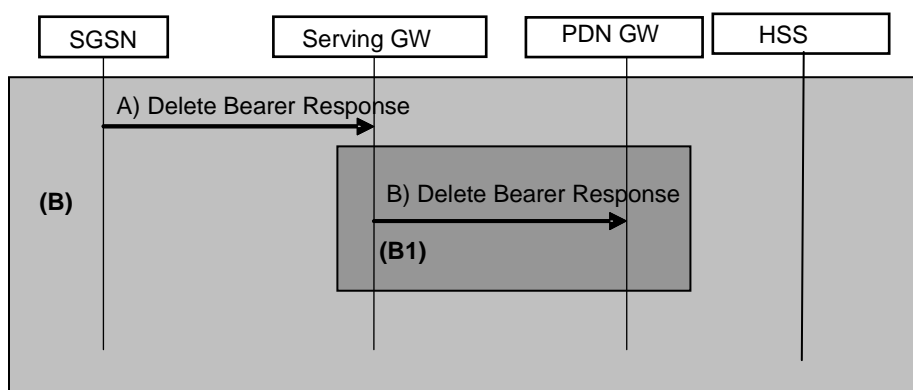 SGSN
Serving GW
PDN GW
HSS
A) Delete Bearer Response
(B)
B) Delete Bearer Response
(B1)